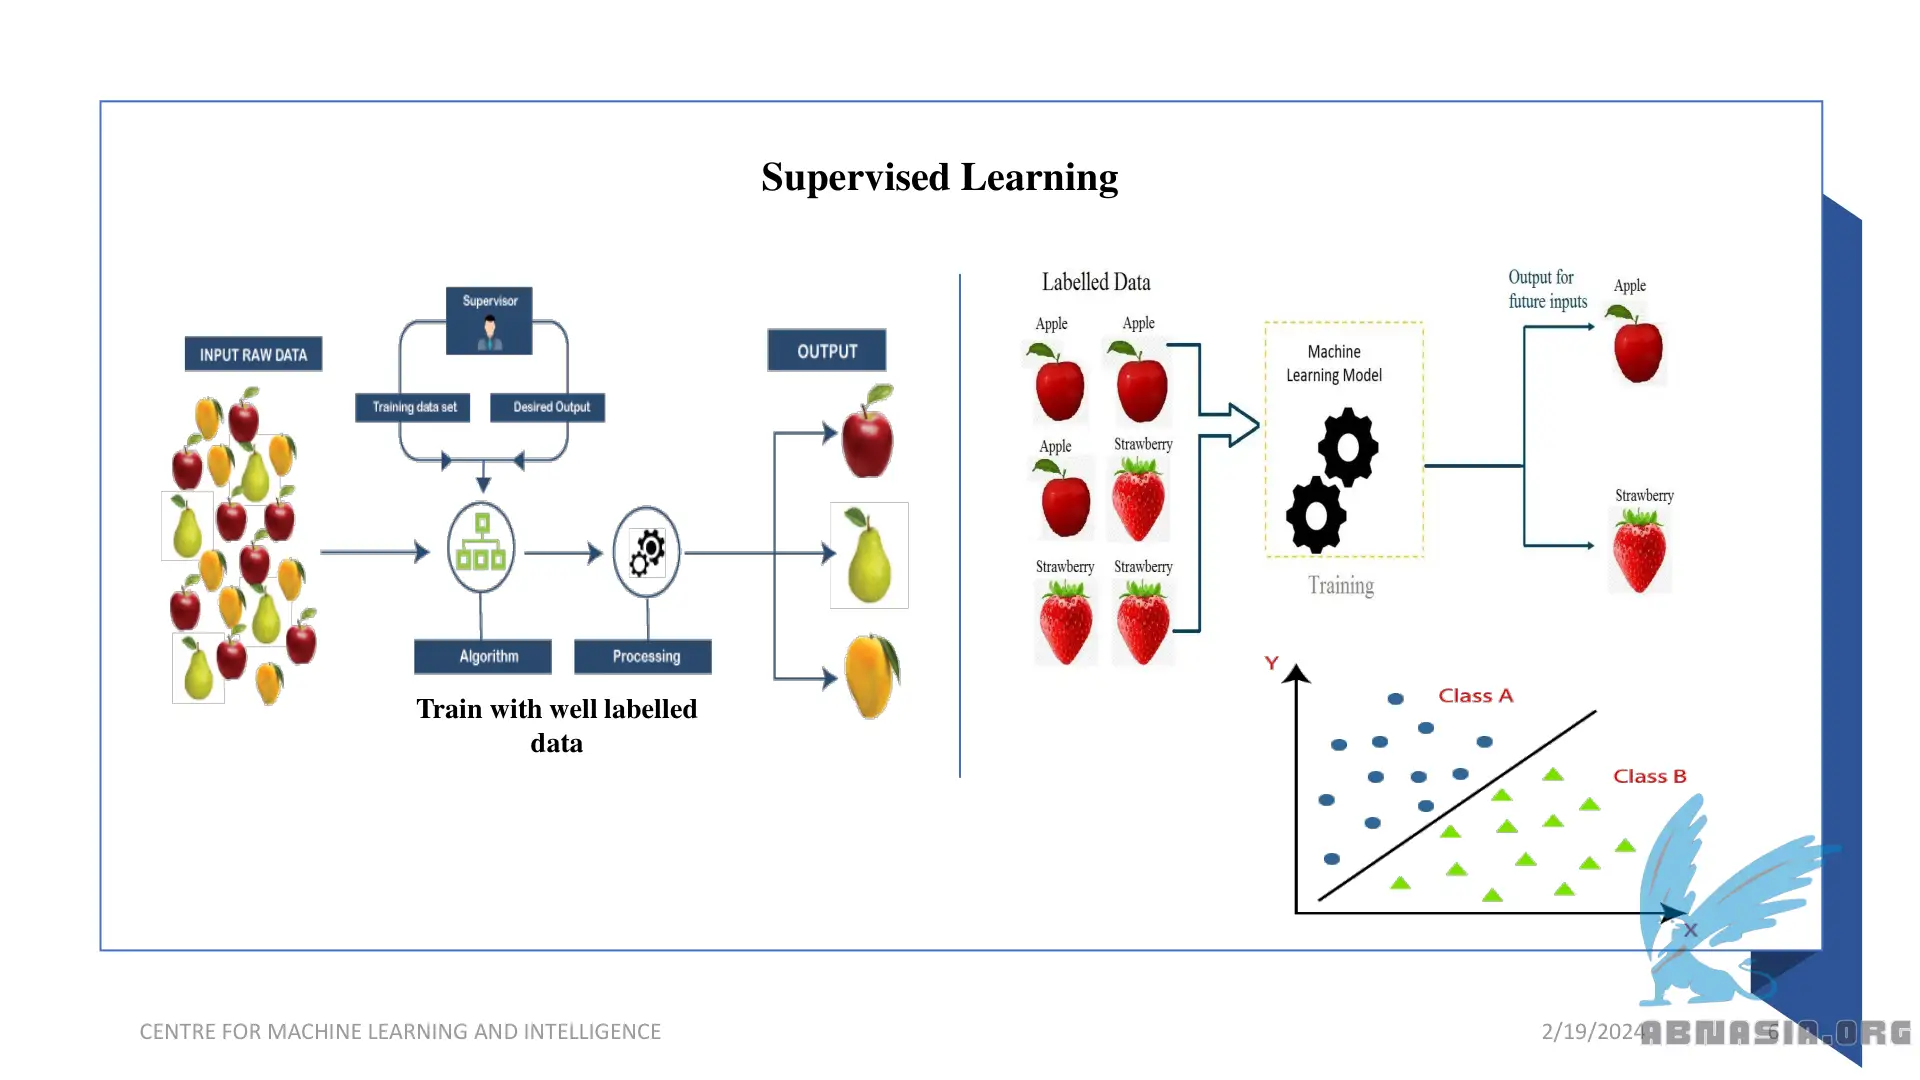 Supervised Learning
Supervisor
INPUT RAW DATA
Training data set
Desired Output
OUTPUT
Algorithm
Processing
Train with well labelled
data
Labelled Data
Apple
Apple
Apple
Strawberry
Strawberry
Strawberry
Machine
Learning Model
Training
Output for
future inputs
Apple
Strawberry
Y
Class A
Class B
X
CENTRE FOR MACHINE LEARNING AND INTELLIGENCE
2/19/2024
6
ABNASIA.ORG